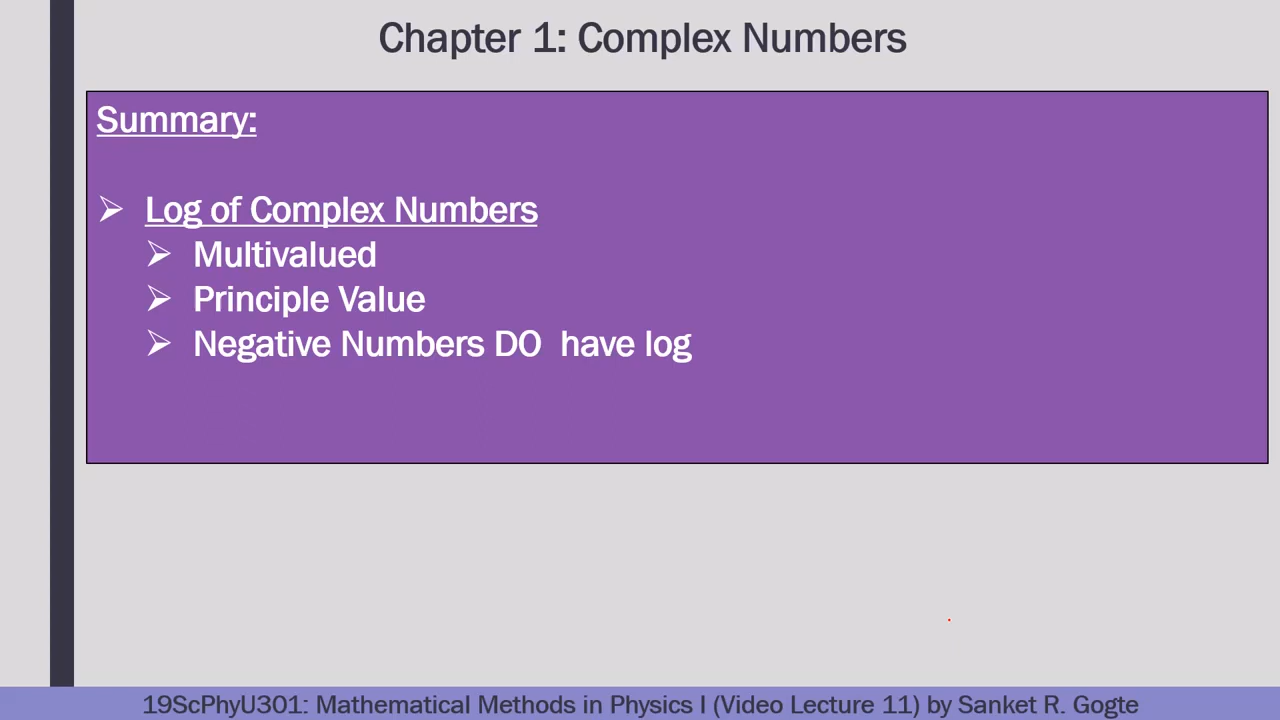 Chapter 1: Complex Numbers
Summary:
➢ Log of Complex Numbers
➢ Multivalued
➢ Principle Value
➢ Negative Numbers DO  have log
19ScPhyU301: Mathematical Methods in Physics I (Video Lecture 11) by Sanket R. Gogte